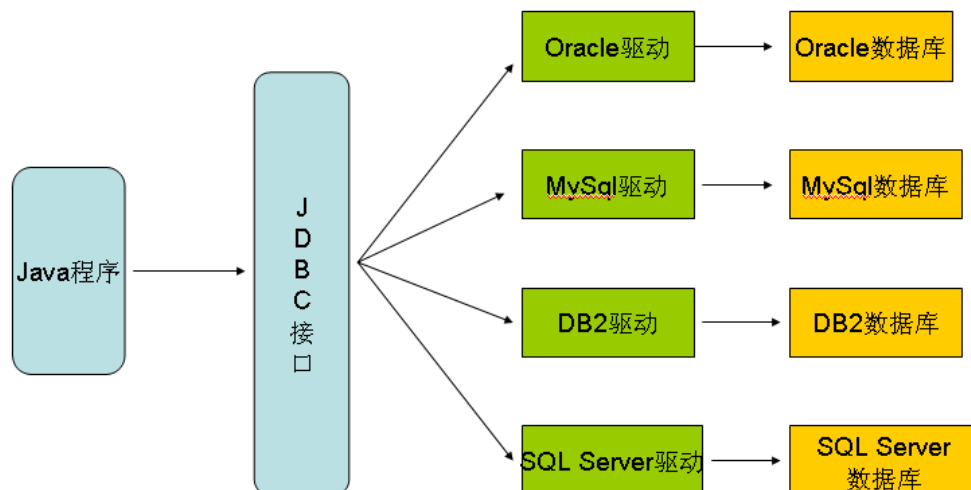 Java程序
J
D
B
C
接
口
Oracle驱动
Oracle数据库
MySql驱动
MySql数据库
DB2驱动
DB2数据库
SQL Server驱动
SQL Server
数据库